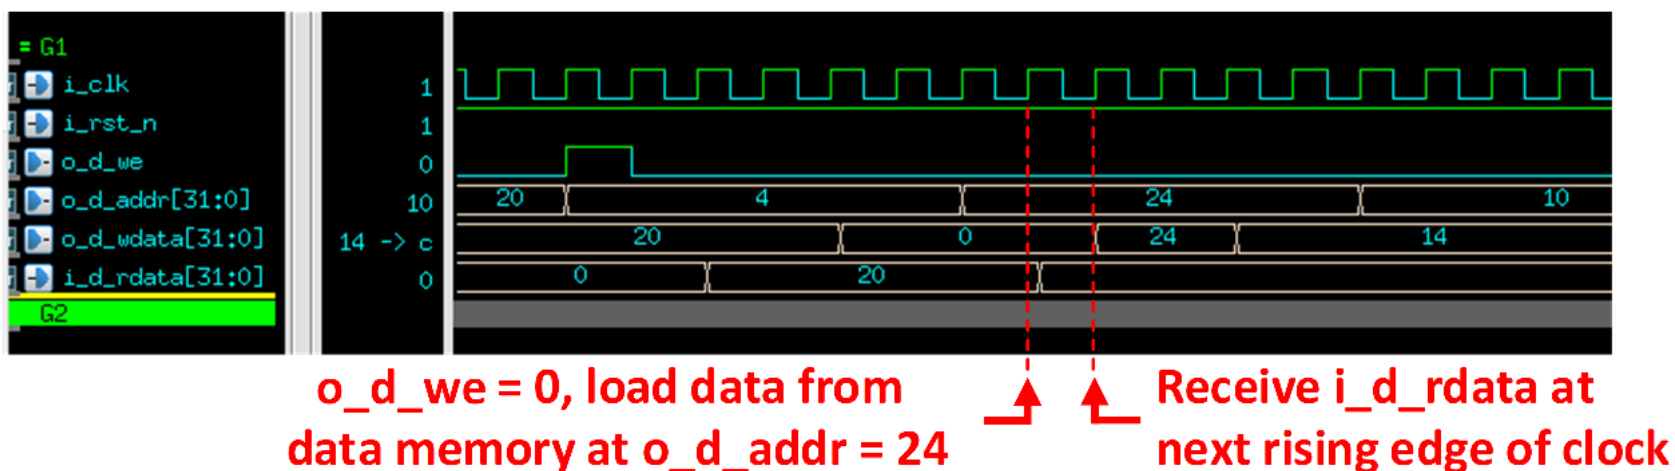 = G1
i_clk 1
i_rst_n 1
o_d_we 0
o_d_addr[31:0] 10 20 4 24 10
o_d_wdata[31:0] 14 -> c 20 0 24 14
i_d_rdata[31:0] 0 0 20
G2
o_d_we = 0, load data from
data memory at o_d_addr = 24
Receive i_d_rdata at
next rising edge of clock